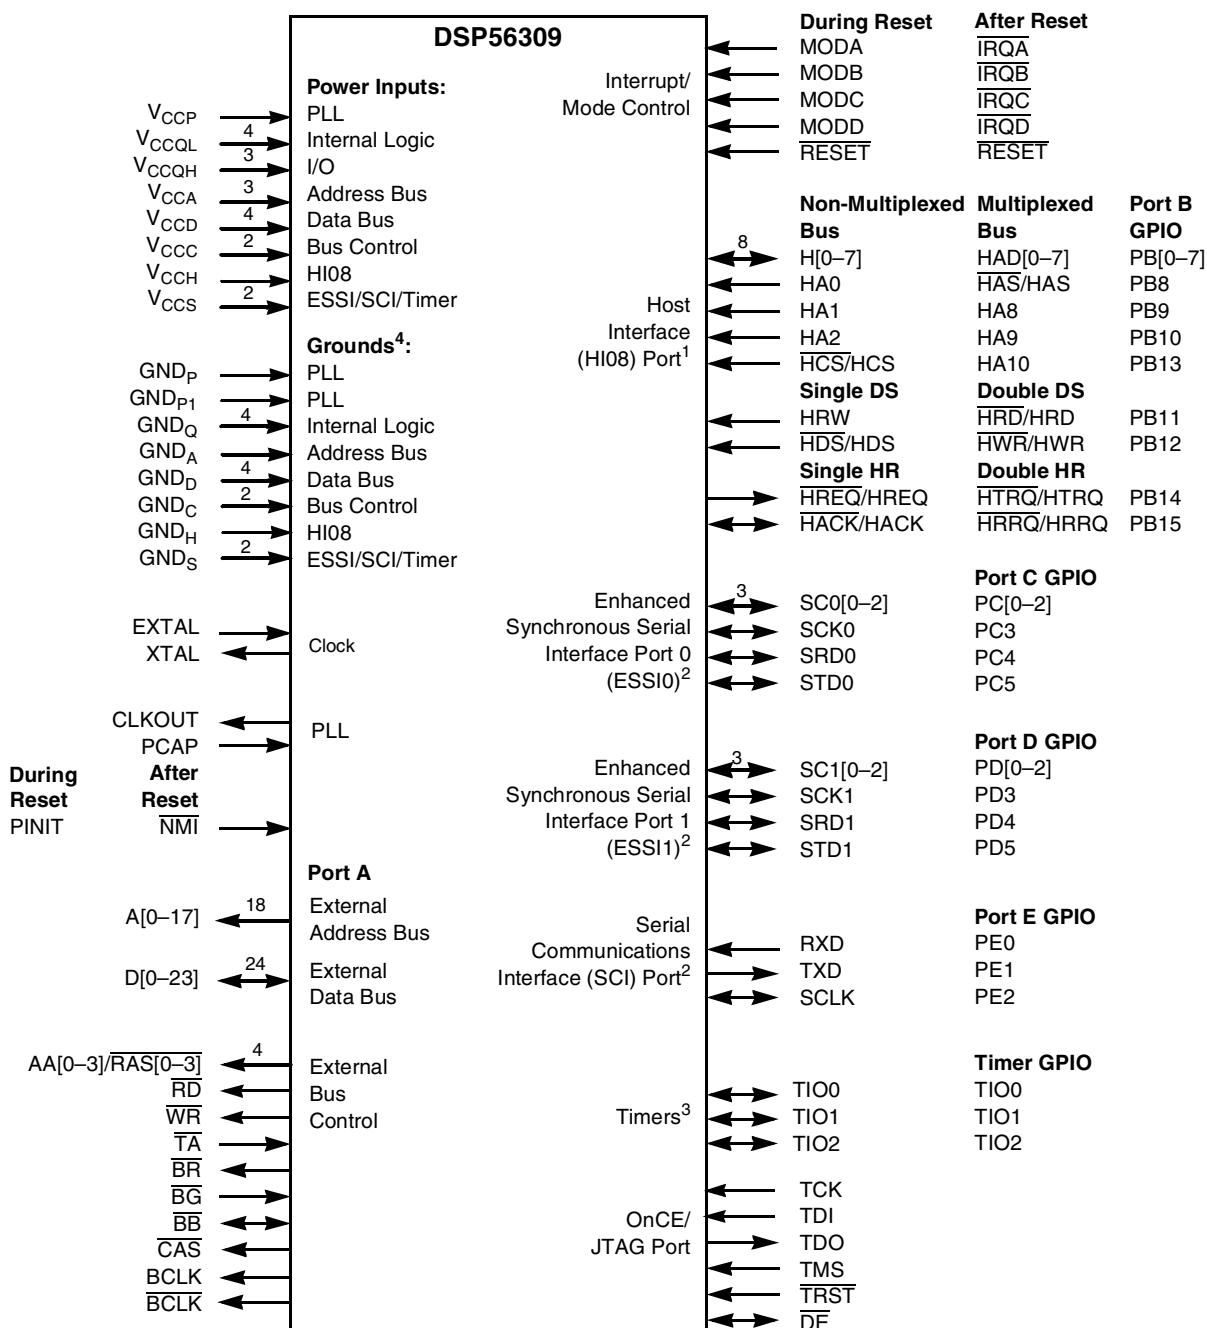 DSP56309
During Reset After Reset
MODA IRQA
MODB IRQB
MODC IRQC
MODD IRQD
RESET RESET
Interrupt/
Mode Control
Power Inputs:
VCCP PLL
VCCQL 4 Internal Logic
VCCQH 3 I/O
VCCA 3 Address Bus
VCCD 4 Data Bus
VCCC 2 Bus Control
VCCH HI08
VCCS 2 ESSI/SCI/Timer
Grounds4:
GNDP PLL
GNDP1 PLL
GNDQ 4 Internal Logic
GNDA Address Bus
GNDD 4 Data Bus
GNDC 2 Bus Control
GNDH HI08
GNDS 2 ESSI/SCI/Timer
Non-Multiplexed Multiplexed Port B
Bus Bus GPIO
8 H[0–7] HAD[0–7] PB[0–7]
HA0 HAS/HAS PB8
HA1 HA8 PB9
HA2 HA9 PB10
HCS/HCS HA10 PB13
Single DS Double DS
HRW HRD/HRD PB11
HDS/HDS HWR/HWR PB12
Single HR Double HR
HREQ/HREQ HTRQ/HTRQ PB14
HACK/HACK HRRQ/HRRQ PB15
Host
Interface
(HI08) Port1
EXTAL
XTAL
Clock
CLKOUT
PCAP
PLL
During After
Reset Reset
PINIT NMI
Port C GPIO
3 SC0[0–2] PC[0–2]
SCK0 PC3
SRD0 PC4
STD0 PC5
Enhanced
Synchronous Serial
Interface Port 0
(ESSI0)2
Port D GPIO
3 SC1[0–2] PD[0–2]
SCK1 PD3
SRD1 PD4
STD1 PD5
Enhanced
Synchronous Serial
Interface Port 1
(ESSI1)2
Port A
A[0–17] 18 External
Address Bus
D[0–23] 24 External
Data Bus
Port E GPIO
RXD PE0
TXD PE1
SCLK PE2
Serial
Communications
Interface (SCI) Port2
AA[0–3]/RAS[0–3] 4
RD
WR
TA
BR
BG
BB
CAS
BCLK
BCLK
External
Bus
Control
Timer GPIO
TIO0 TIO0
TIO1 TIO1
TIO2 TIO2
Timers3
TCK
TDI
TDO
TMS
TRST
DE
OnCE/
JTAG Port